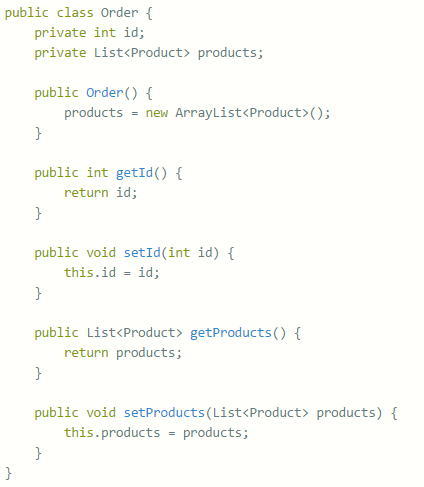 public class Order {
    private int id;
    private List<Product> products;

    public Order() {
        products = new ArrayList<Product>();
    }

    public int getId() {
        return id;
    }

    public void setId(int id) {
        this.id = id;
    }

    public List<Product> getProducts() {
        return products;
    }

    public void setProducts(List<Product> products) {
        this.products = products;
    }
}